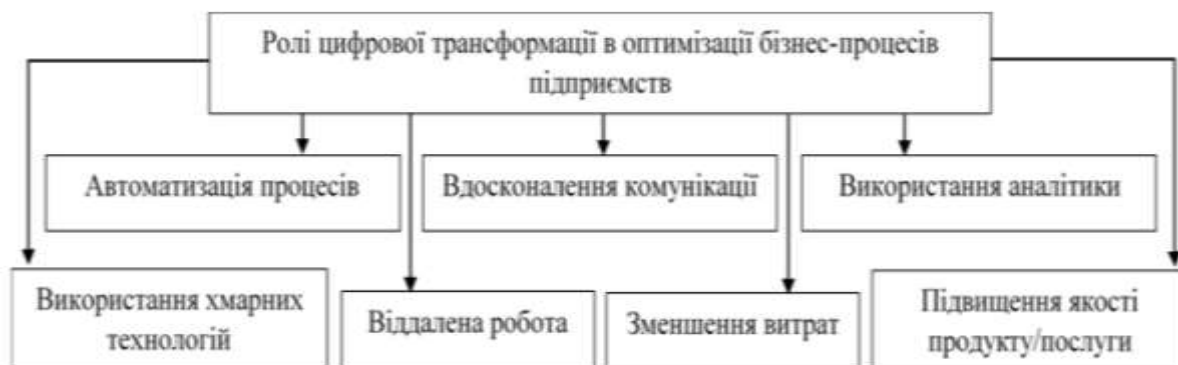 Ролі цифрової трансформації в оптимізації бізнес-процесів
підприємств
Автоматизація процесів
Вдосконалення комунікації
Використання аналітики
Використання хмарних
технологій
Віддалена робота
Зменшення витрат
Підвищення якості
продукту/послуги